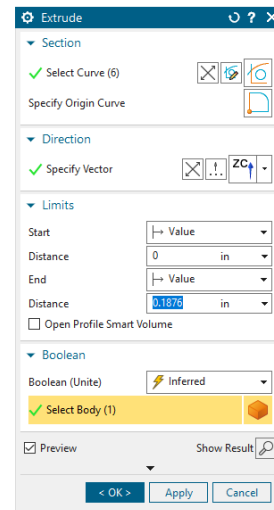 Extrude
Section
Select Curve (6)
Specify Origin Curve
Direction
Specify Vector
ZC
Limits
Start Value
Distance 0 in
End Value
Distance 0.1876 in
Open Profile Smart Volume
Boolean
Boolean (Unite) Inferred
Select Body (1)
Preview Show Result
< OK > Apply Cancel